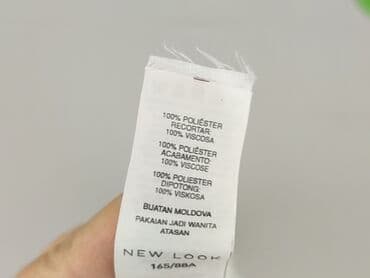 100% POLIÉSTER
RECORTAR:
100% VISCOSA
100% POLIÉSTER
ACABAMENTO:
100% VISCOSE
100% POLIESTER
DIPOTONG:
100% VISKOSA
BUATAN MOLDOVA
PAKAIAN JADI WANITA
ATASAN
NEW LOOK
165/88A